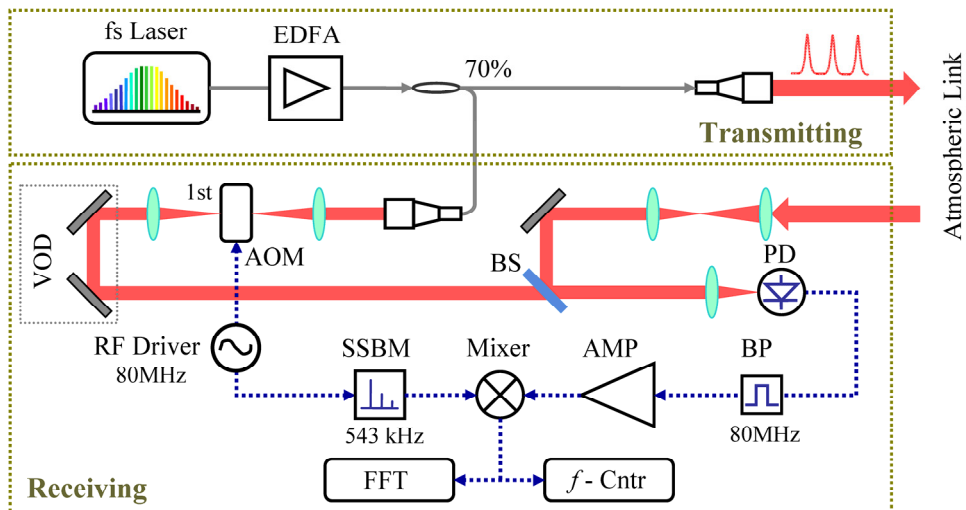 fs Laser
EDFA
70%
Transmitting
Atmospheric Link
VOD
1st
AOM
BS
PD
RF Driver
80MHz
SSBM
543 kHz
Mixer
AMP
BP
80MHz
FFT
f - Cntr
Receiving